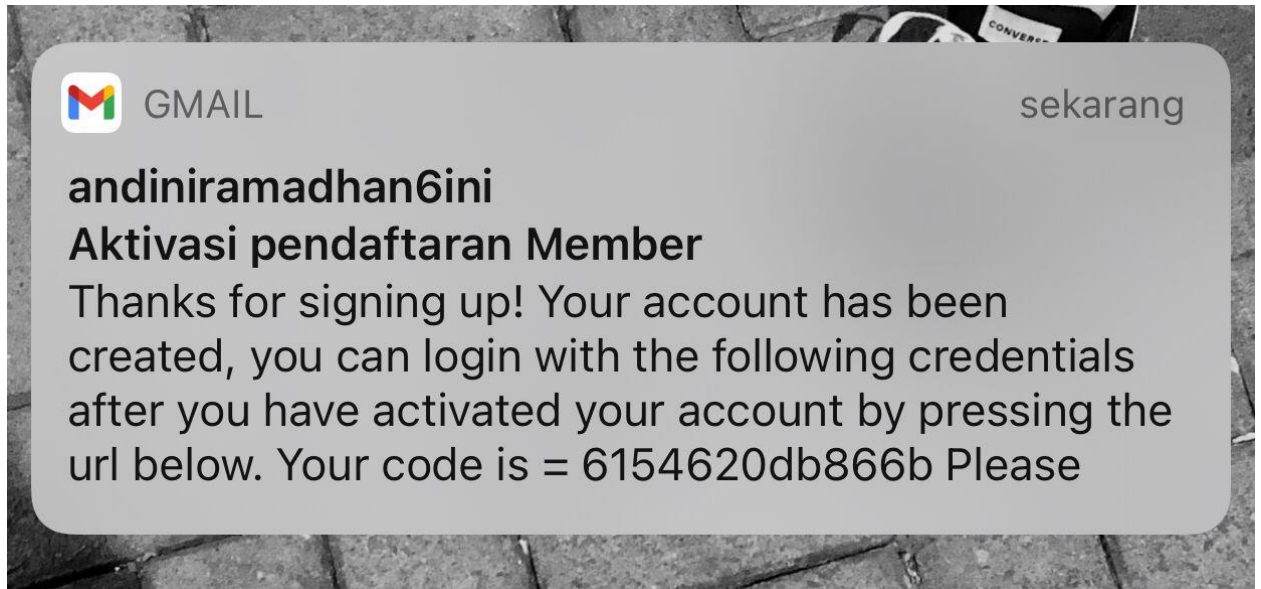 CONVERSE
GMAIL
sekarang
andiniramadhan6ini
Aktivasi pendaftaran Member
Thanks for signing up! Your account has been
created, you can login with the following credentials
after you have activated your account by pressing the
url below. Your code is = 6154620db866b Please